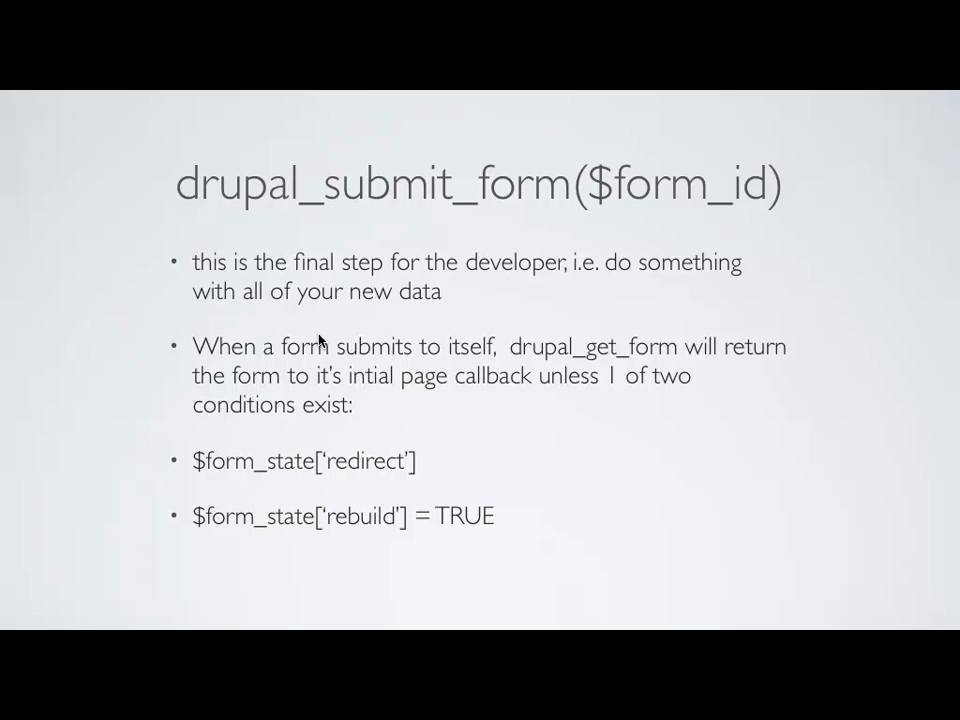 drupal_submit_form($form_id)
• this is the final step for the developer, i.e. do something
with all of your new data
• When a form submits to itself, drupal_get_form will return
the form to it’s intial page callback unless 1 of two
conditions exist:
• $form_state[‘redirect’]
• $form_state[‘rebuild’] = TRUE